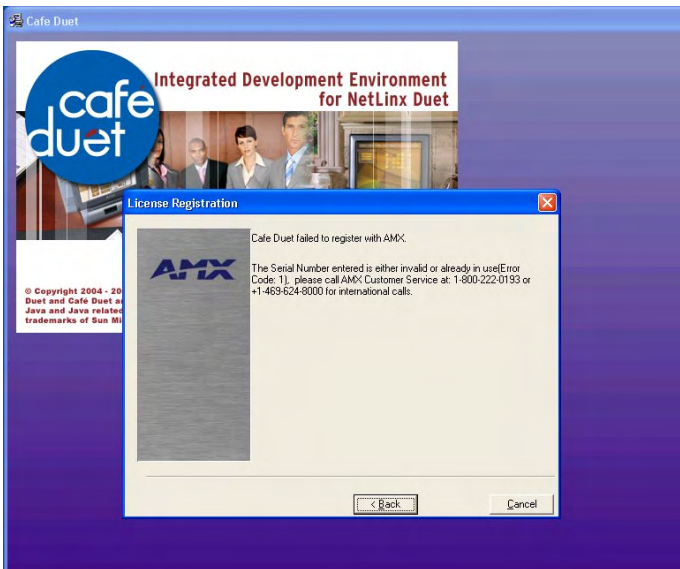 Cafe Duet
Integrated Development Environment
for NetLinx Duet
cafe
duet
License Registration
Cafe Duet failed to register with AMX.
AMX
The Serial Number entered is either invalid or already in use(Error
Code: 1), please call AMX Customer Service at: 1-800-222-0193 or
+1-469-624-8000 for international calls.
© Copyright 2004 - 20
Duet and Café Duet a
Java and Java relate
trademarks of Sun Mi
< Back
Cancel